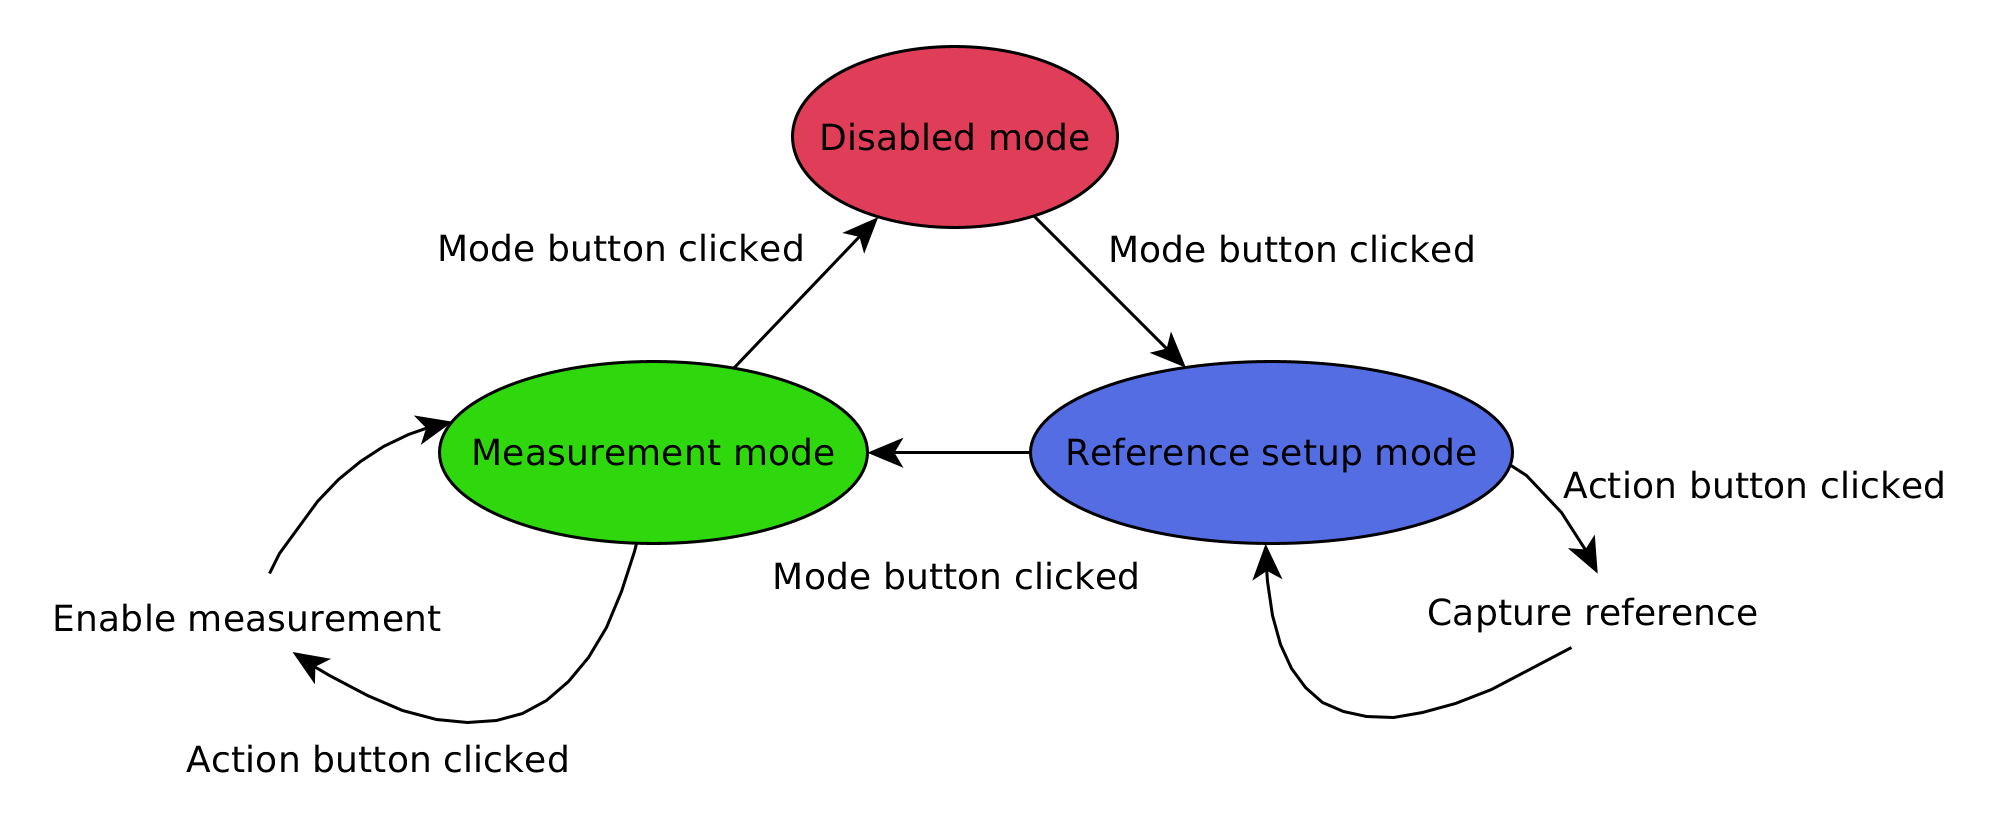 Disabled mode
Mode button clicked
Mode button clicked
Measurement mode
Reference setup mode
Action button clicked
Mode button clicked
Enable measurement
Capture reference
Action button clicked